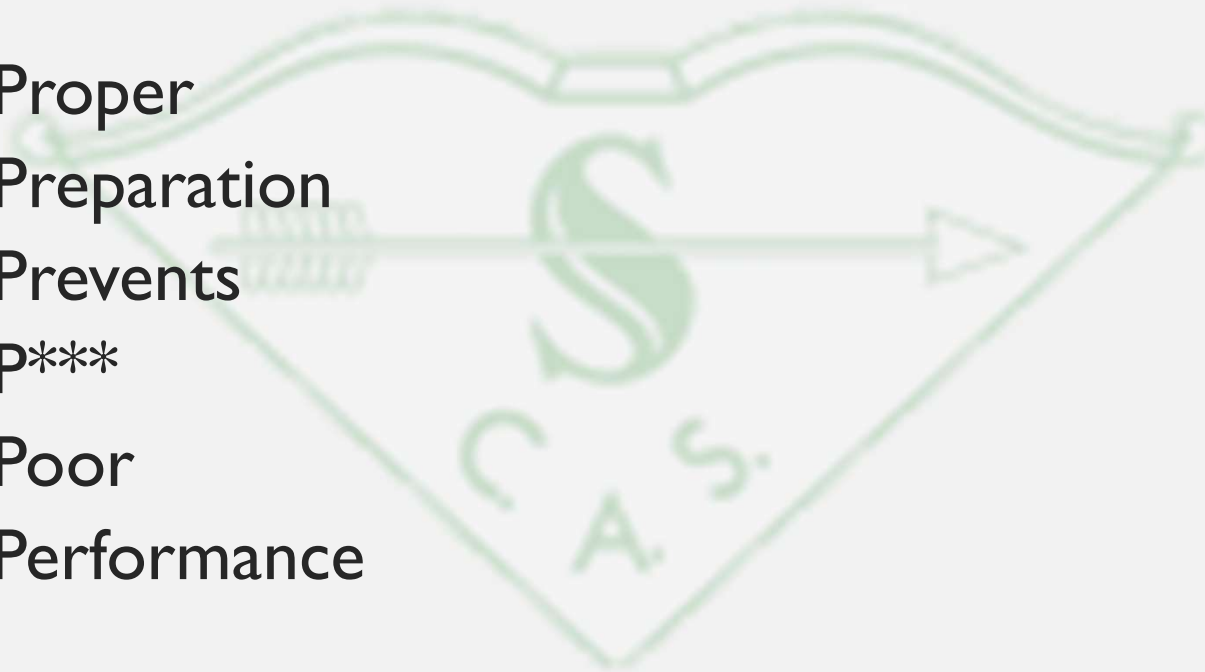 Proper
Preparation
Prevents
P***
Poor
Performance
S
C A. S.